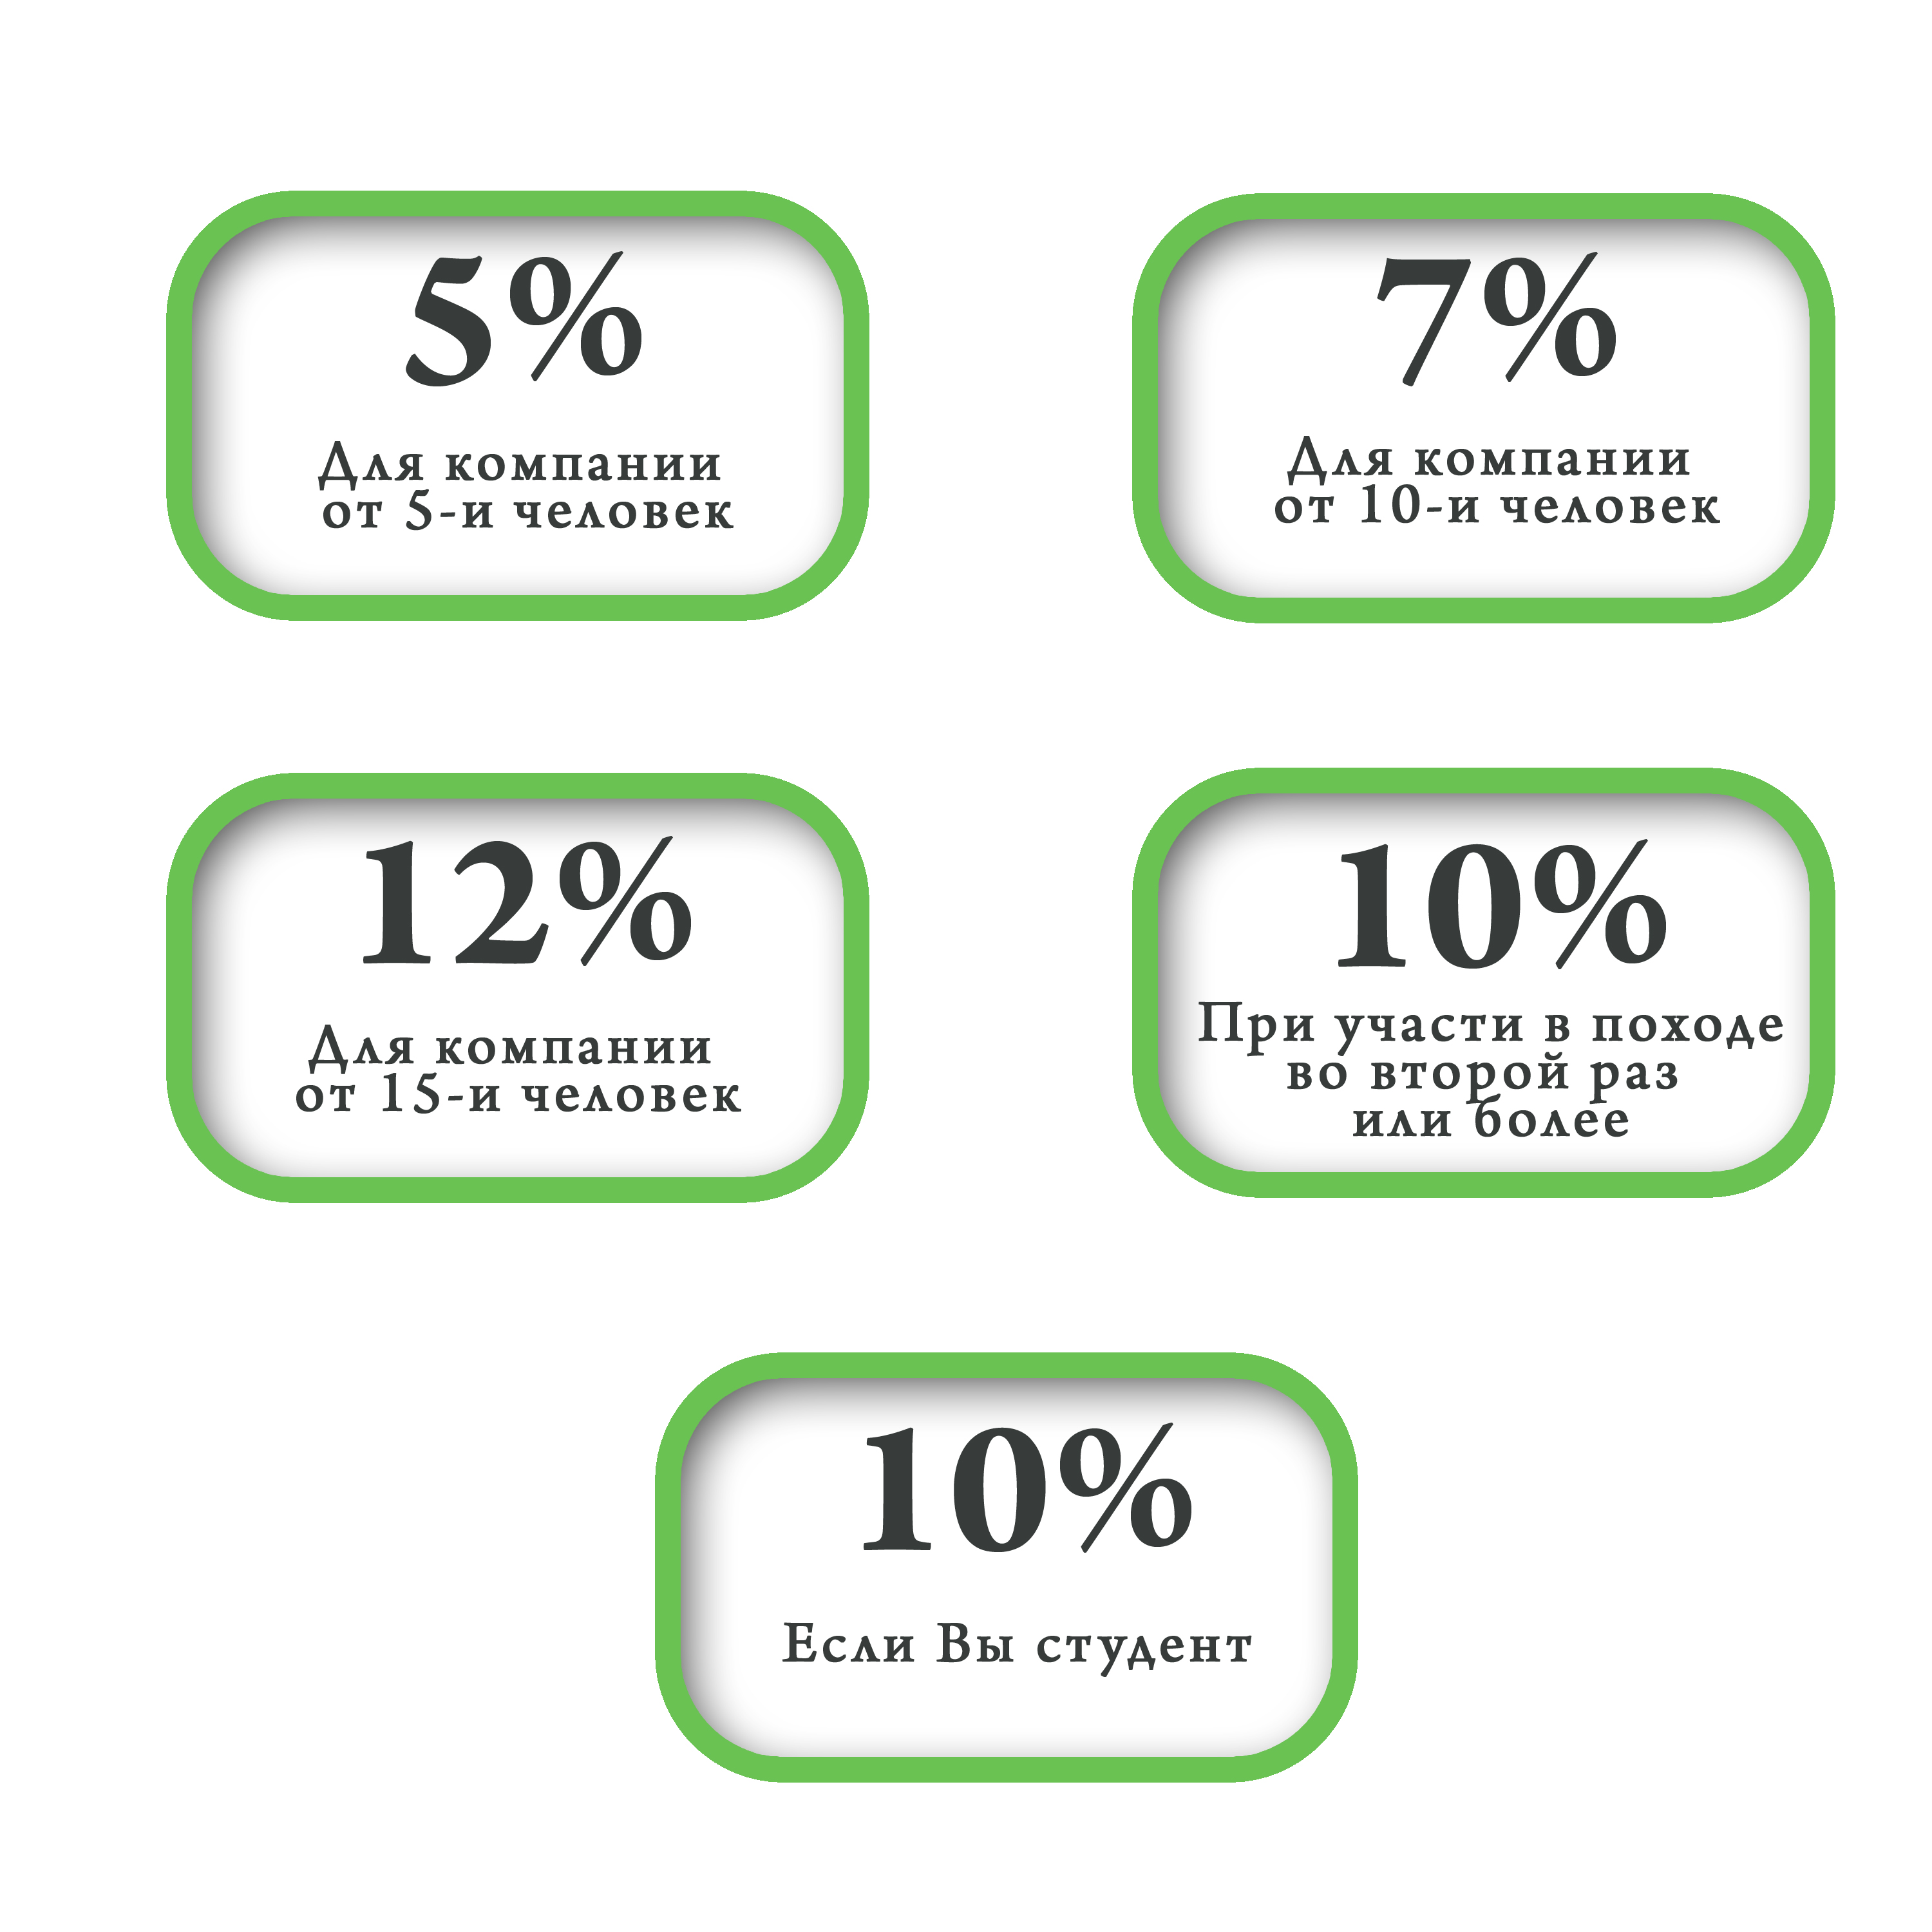 5%
Для компании
от 5-и человек
7%
Для компании
от 10-и человек
12%
Для компании
от 15-и человек
10%
При участи в походе
во второй раз
или более
10%
Если Вы студент